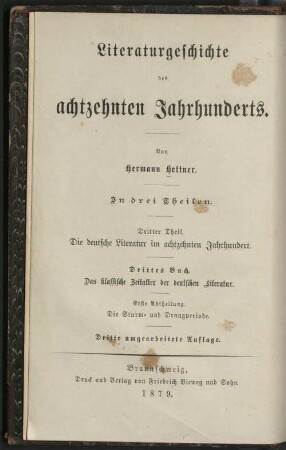 Literaturgeschichte
des
achtzehnten Jahrhunderts.
Von
Hermann Hettner.
In drei Theilen.
Dritter Theil.
Die deutsche Literatur im achtzehnten Jahrhundert.
Drittes Buch.
Das klassische Zeitalter der deutschen Literatur.
Erste Abtheilung.
Die Sturm- und Drangperiode.
Dritte umgearbeitete Auflage.
Braunschweig,
Druck und Verlag von Friedrich Vieweg und Sohn.
1879.